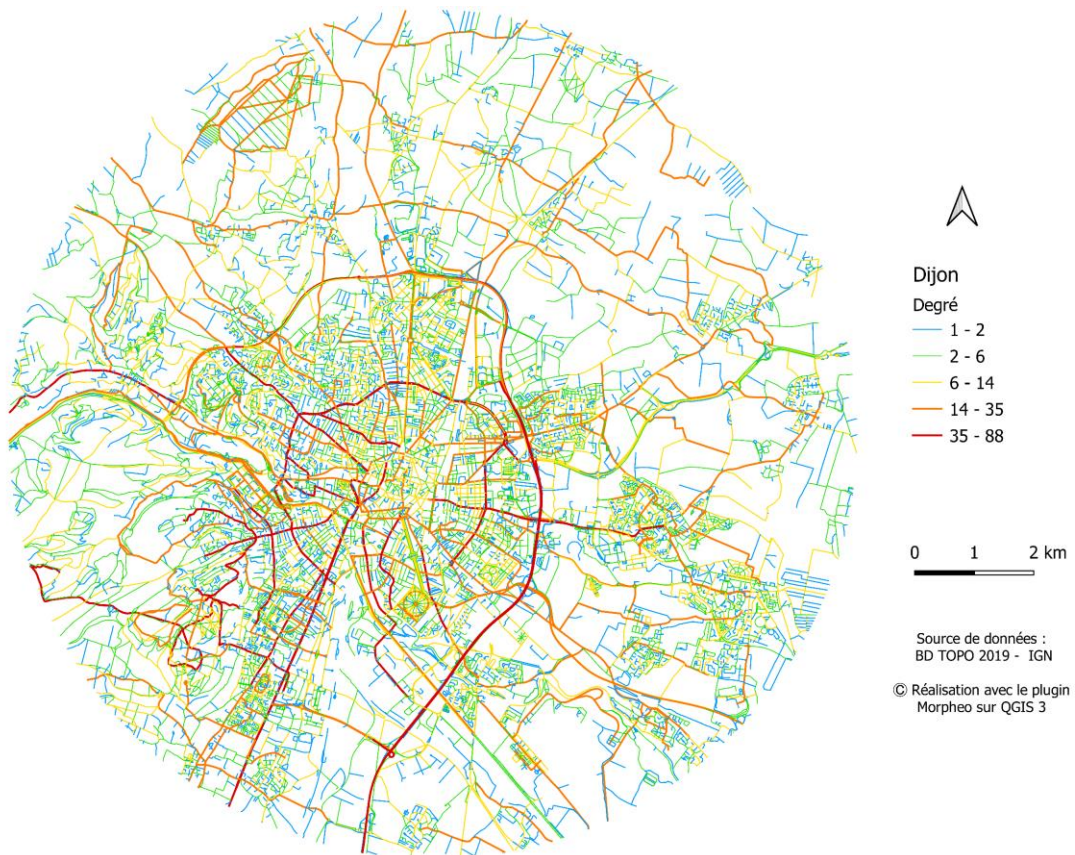 Dijon
Degré
1 - 2
2 - 6
6 - 14
14 - 35
35 - 88
0 1 2 km
Source de données :
BD TOPO 2019 - IGN
© Réalisation avec le plugin
Morpheo sur QGIS 3